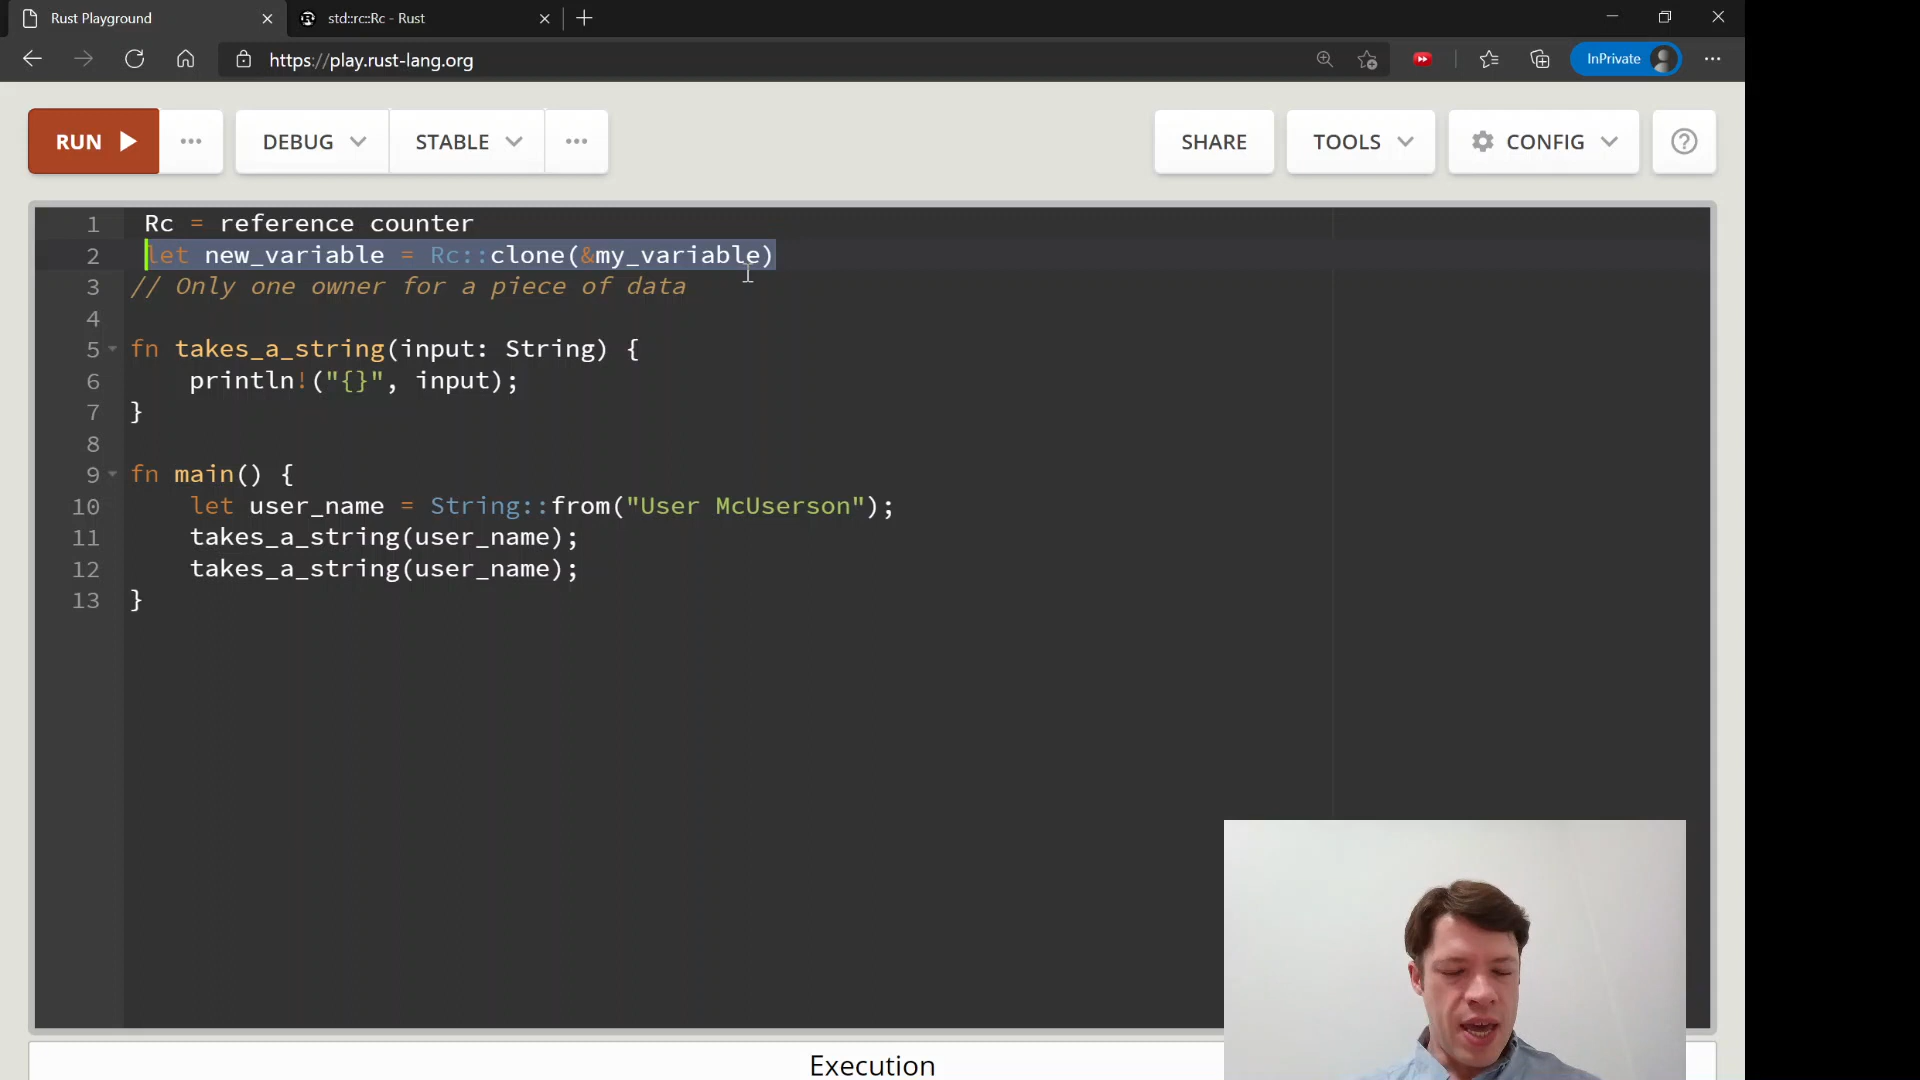 Rust Playground
std::rc::Rc - Rust
https://play.rust-lang.org
InPrivate
RUN
DEBUG
STABLE
SHARE
TOOLS
CONFIG
1 Rc = reference counter
2 let new_variable = Rc::clone(&my_variable)
3 // Only one owner for a piece of data
4
5 fn takes_a_string(input: String) {
6 println!("{}", input);
7 }
8
9 fn main() {
10 let user_name = String::from("User McUserson");
11 takes_a_string(user_name);
12 takes_a_string(user_name);
13 }
Execution